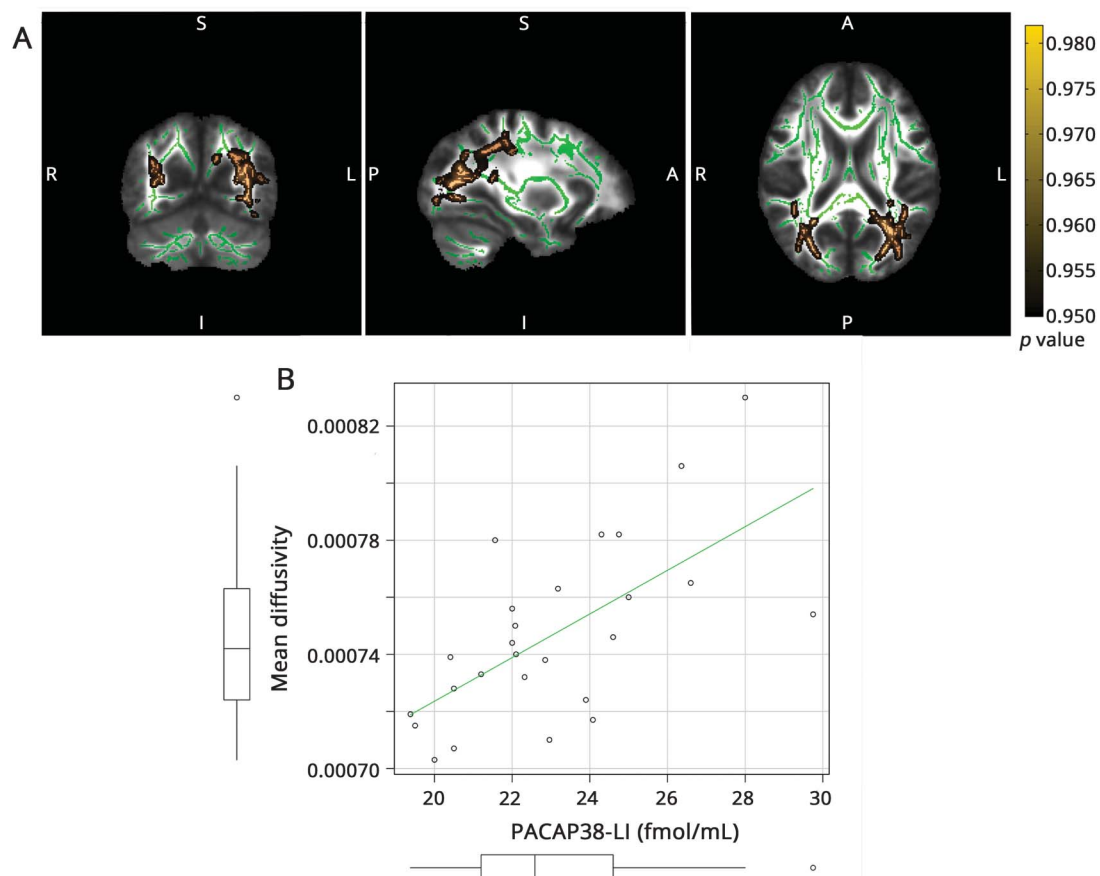 A
S
R
L
I
S
P
A
I
A
R
L
P
0.980
0.975
0.970
0.965
0.960
0.955
0.950
p value
B
Mean diffusivity
0.00082
0.00078
0.00074
0.00070
20 22 24 26 28 30
PACAP38-LI (fmol/mL)